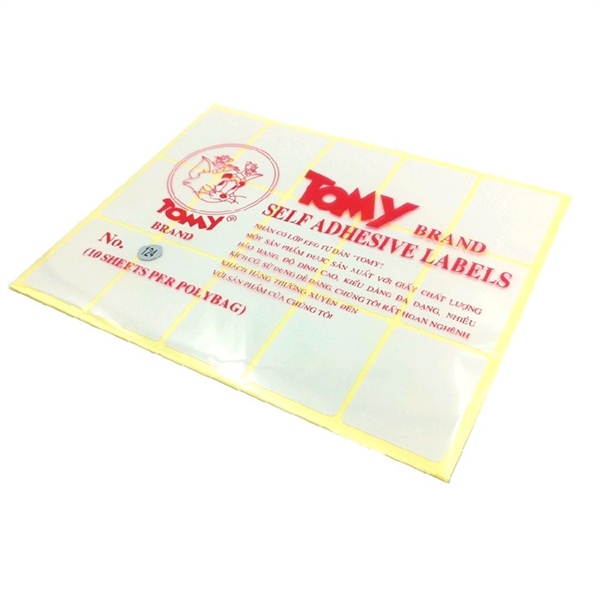 TOMY ®
BRAND
No. 124
(10 SHEETS PER POLYBAG)
TOMY BRAND
SELF ADHESIVE LABELS
NHÃN CÓ LỚP KEO TỰ DÁN "TOMY".
MỘT SẢN PHẨM ĐƯỢC SẢN XUẤT VỚI GIẤY CHẤT LƯỢNG
HẢO HẠNG, ĐỘ DÍNH CAO, KIỂU DÁNG ĐA DẠNG, NHIỀU
KÍCH CỠ SỬ DỤNG DỄ DÀNG. CHÚNG TÔI RẤT HOAN NGHÊNH
KHÁCH HÀNG THƯỜNG XUYÊN ĐẾN
VỚI SẢN PHẨM CỦA CHÚNG TÔI